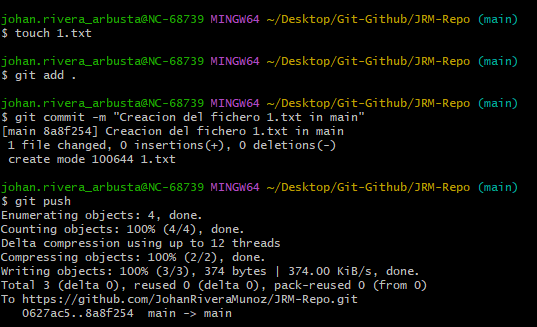 johan.rivera_arbusta@NC-68739 MINGW64 ~/Desktop/Git-Github/JRM-Repo (main)
$ touch 1.txt
johan.rivera_arbusta@NC-68739 MINGW64 ~/Desktop/Git-Github/JRM-Repo (main)
$ git add .
johan.rivera_arbusta@NC-68739 MINGW64 ~/Desktop/Git-Github/JRM-Repo (main)
$ git commit -m "Creacion del fichero 1.txt in main"
[main 8a8f254] Creacion del fichero 1.txt in main
 1 file changed, 0 insertions(+), 0 deletions(-)
 create mode 100644 1.txt
johan.rivera_arbusta@NC-68739 MINGW64 ~/Desktop/Git-Github/JRM-Repo (main)
$ git push
Enumerating objects: 4, done.
Counting objects: 100% (4/4), done.
Delta compression using up to 12 threads
Compressing objects: 100% (2/2), done.
Writing objects: 100% (3/3), 374 bytes | 374.00 KiB/s, done.
Total 3 (delta 0), reused 0 (delta 0), pack-reused 0 (from 0)
To https://github.com/JohanRiveraMunoz/JRM-Repo.git
   0627ac5..8a8f254  main -> main